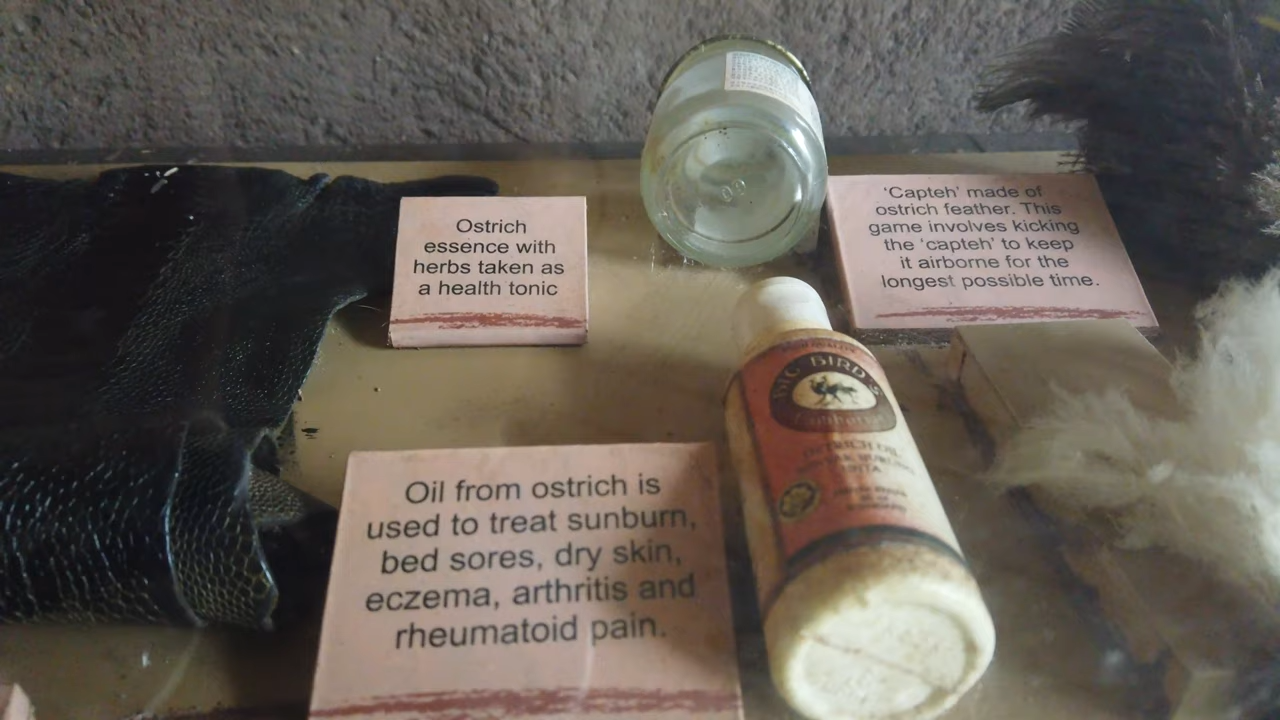 Ostrich
essence with
herbs taken as
a health tonic
'Capteh' made of
ostrich feather. This
game involves kicking
the 'capteh' to keep
it airborne for the
longest possible time.
BIG BIRD'S
OSTRICH OIL
Oil from ostrich is
used to treat sunburn,
bed sores, dry skin,
eczema, arthritis and
rheumatoid pain.